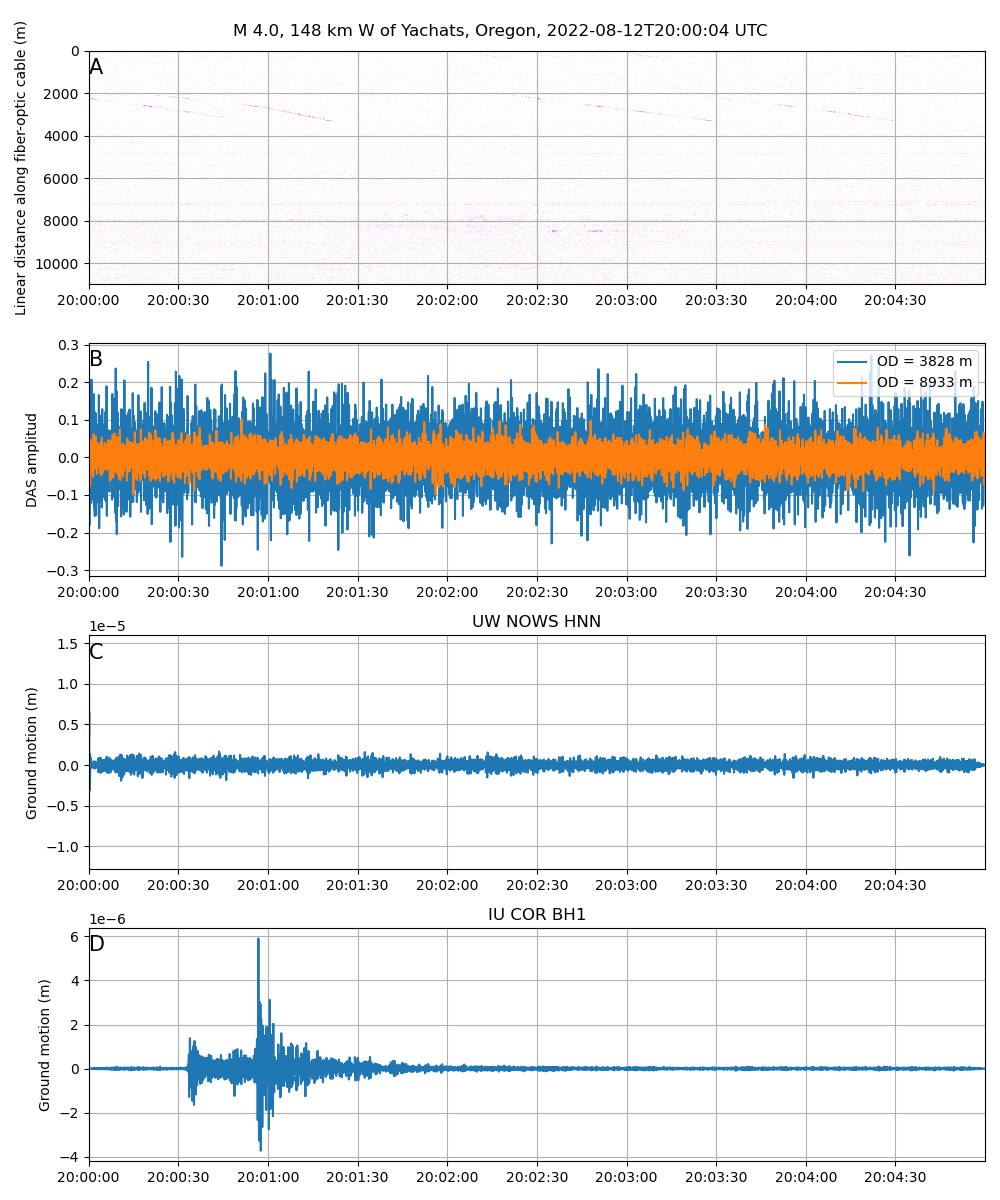 M 4.0, 148 km W of Yachats, Oregon, 2022-08-12T20:00:04 UTC
A
Linear distance along fiber-optic cable (m)
0
2000
4000
6000
8000
10000
20:00:00 20:00:30 20:01:00 20:01:30 20:02:00 20:02:30 20:03:00 20:03:30 20:04:00 20:04:30
B
DAS amplitud
0.3
0.2
0.1
0.0
−0.1
−0.2
−0.3
OD = 3828 m
OD = 8933 m
20:00:00 20:00:30 20:01:00 20:01:30 20:02:00 20:02:30 20:03:00 20:03:30 20:04:00 20:04:30
UW NOWS HNN
1e−5
C
Ground motion (m)
1.5
1.0
0.5
0.0
−0.5
−1.0
20:00:00 20:00:30 20:01:00 20:01:30 20:02:00 20:02:30 20:03:00 20:03:30 20:04:00 20:04:30
IU COR BH1
1e−6
D
Ground motion (m)
6
4
2
0
−2
−4
20:00:00 20:00:30 20:01:00 20:01:30 20:02:00 20:02:30 20:03:00 20:03:30 20:04:00 20:04:30